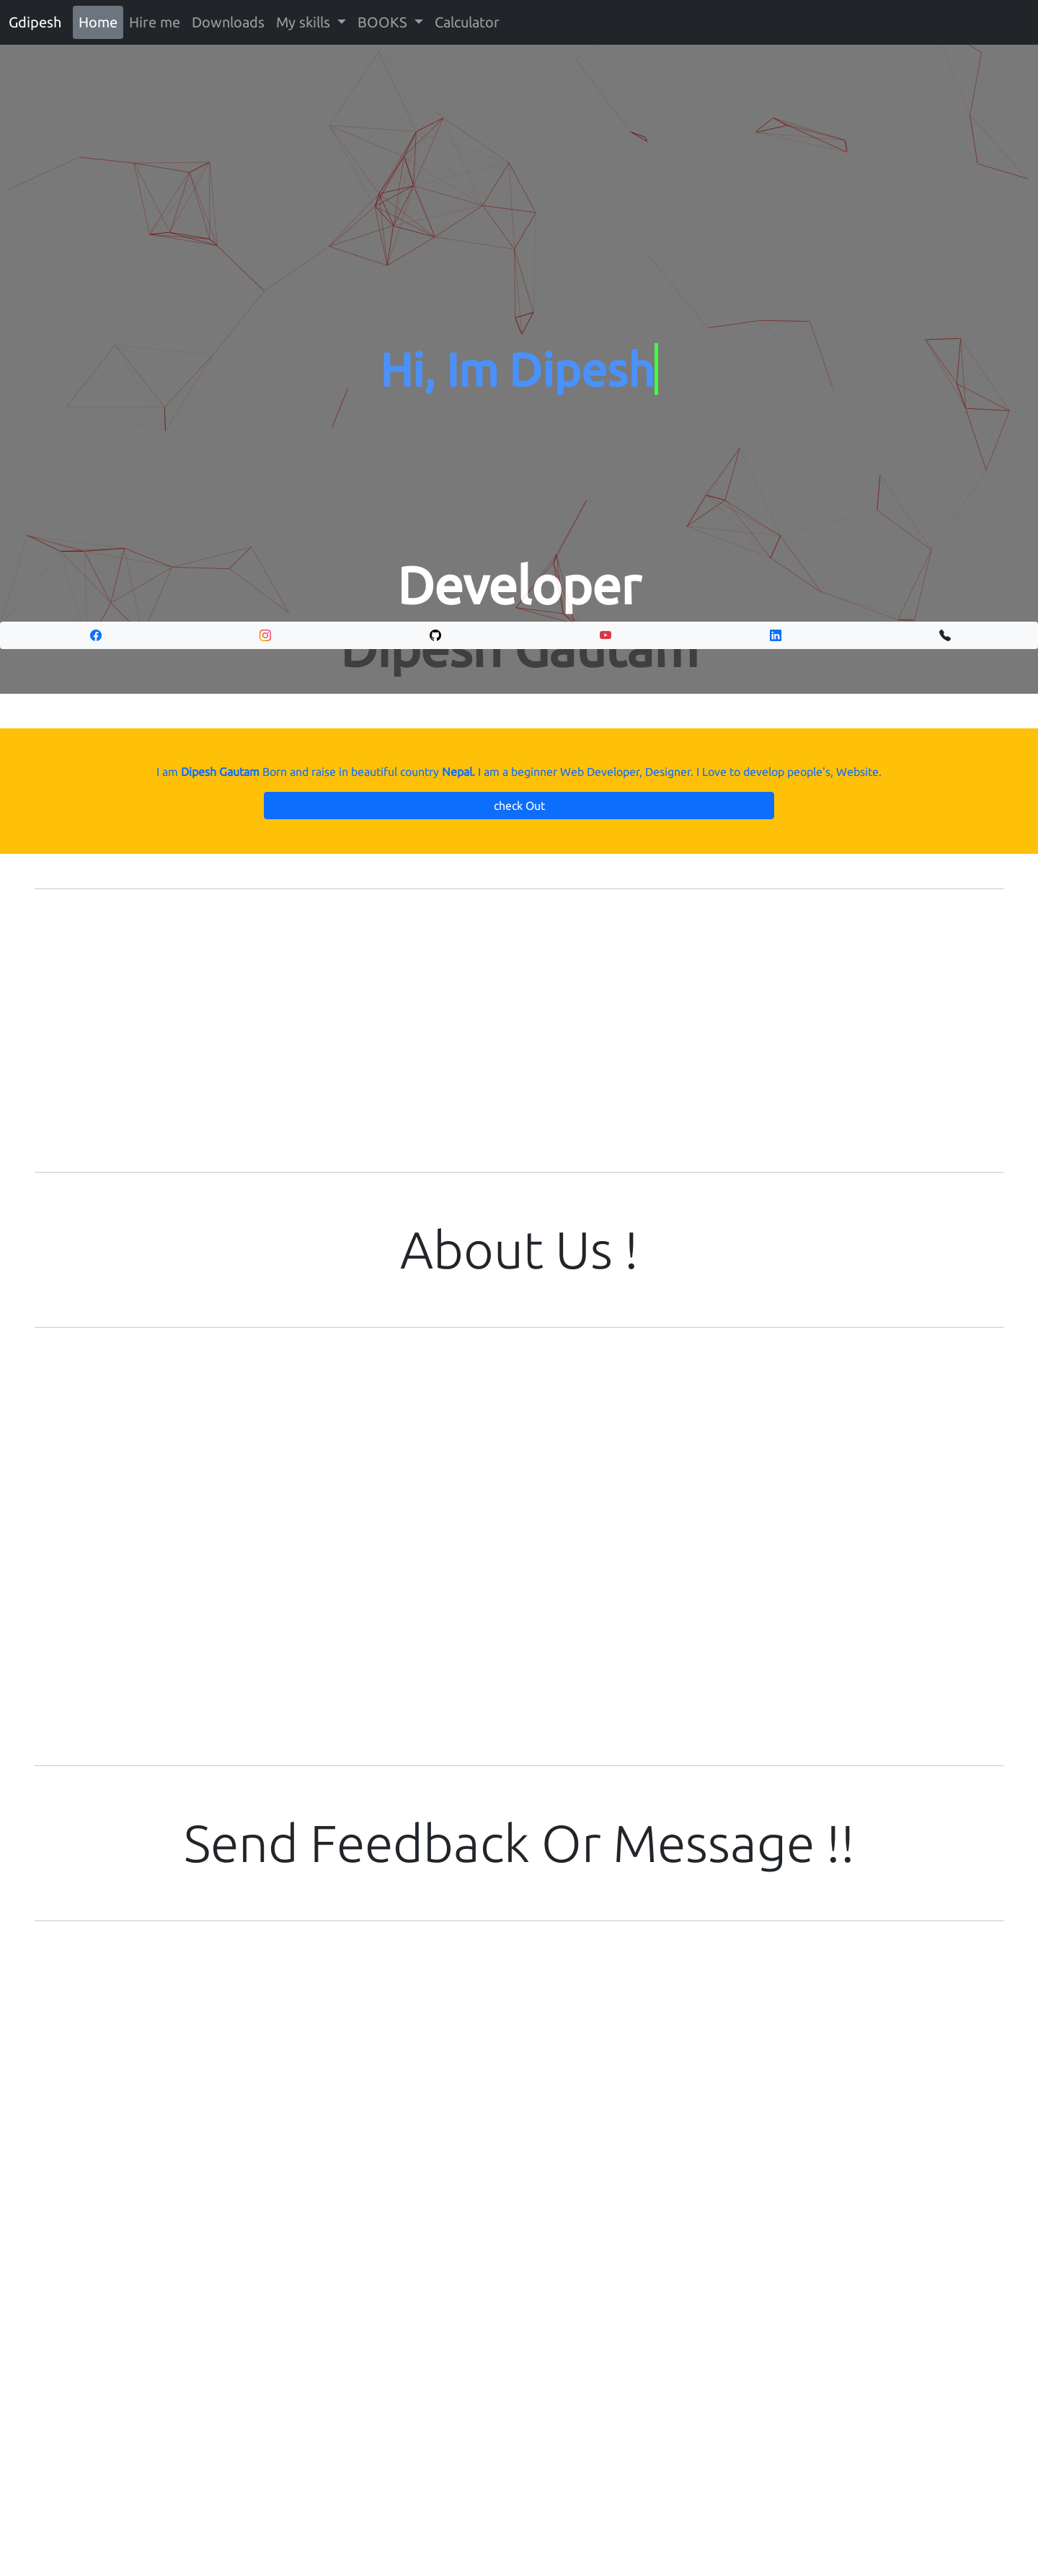 Gdipesh Home Hire me Downloads My skills BOOKS Calculator
Hi, Im Dipesh
Developer
Dipesh Gautam
I am Dipesh Gautam Born and raise in beautiful country Nepal. I am a beginner Web Developer, Designer. I Love to develop people's, Website.
check Out
About Us !
Send Feedback Or Message !!